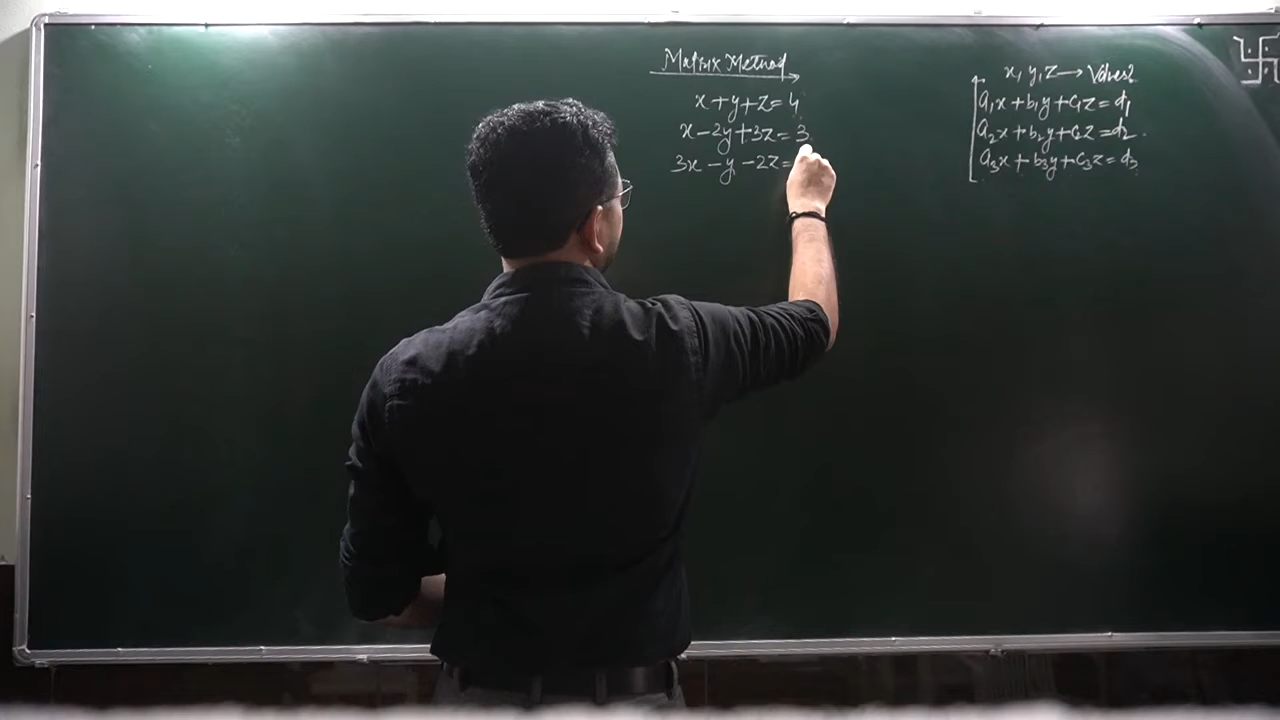 Matrix Method
x+y+z=4
x-2y+3z=3
3x-y-2z=
x, y, z→ Values?
a₁x+b₁y+c₁z=d₁
a₂x+b₂y+c₂z=d₂
a₃x+b₃y+c₃z=d₃